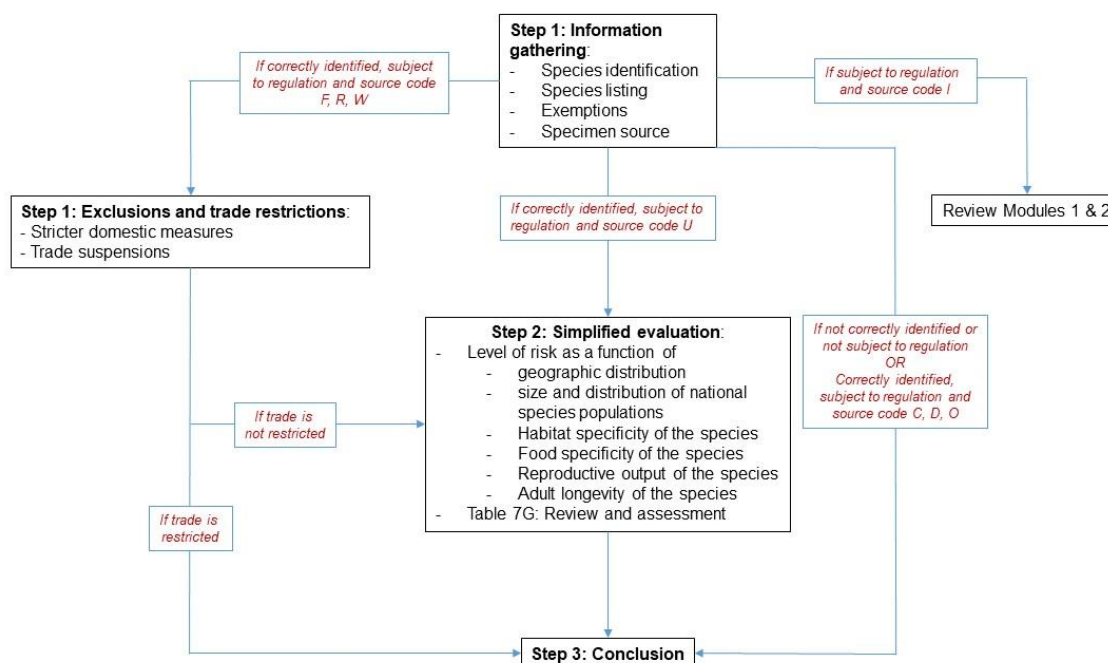 Step 1: Information
gathering:
- Species identification
- Species listing
- Exemptions
- Specimen source
If correctly identified, subject
to regulation and source code
F, R, W
If subject to regulation
and source code I
Step 1: Exclusions and trade restrictions:
- Stricter domestic measures
- Trade suspensions
If correctly identified, subject to
regulation and source code U
Review Modules 1 & 2
Step 2: Simplified evaluation:
- Level of risk as a function of
- geographic distribution
- size and distribution of national
species populations
- Habitat specificity of the species
- Food specificity of the species
- Reproductive output of the species
- Adult longevity of the species
- Table 7G: Review and assessment
If not correctly identified or
not subject to regulation
OR
Correctly identified,
subject to regulation and
source code C, D, O
If trade is
not restricted
If trade is
restricted
Step 3: Conclusion